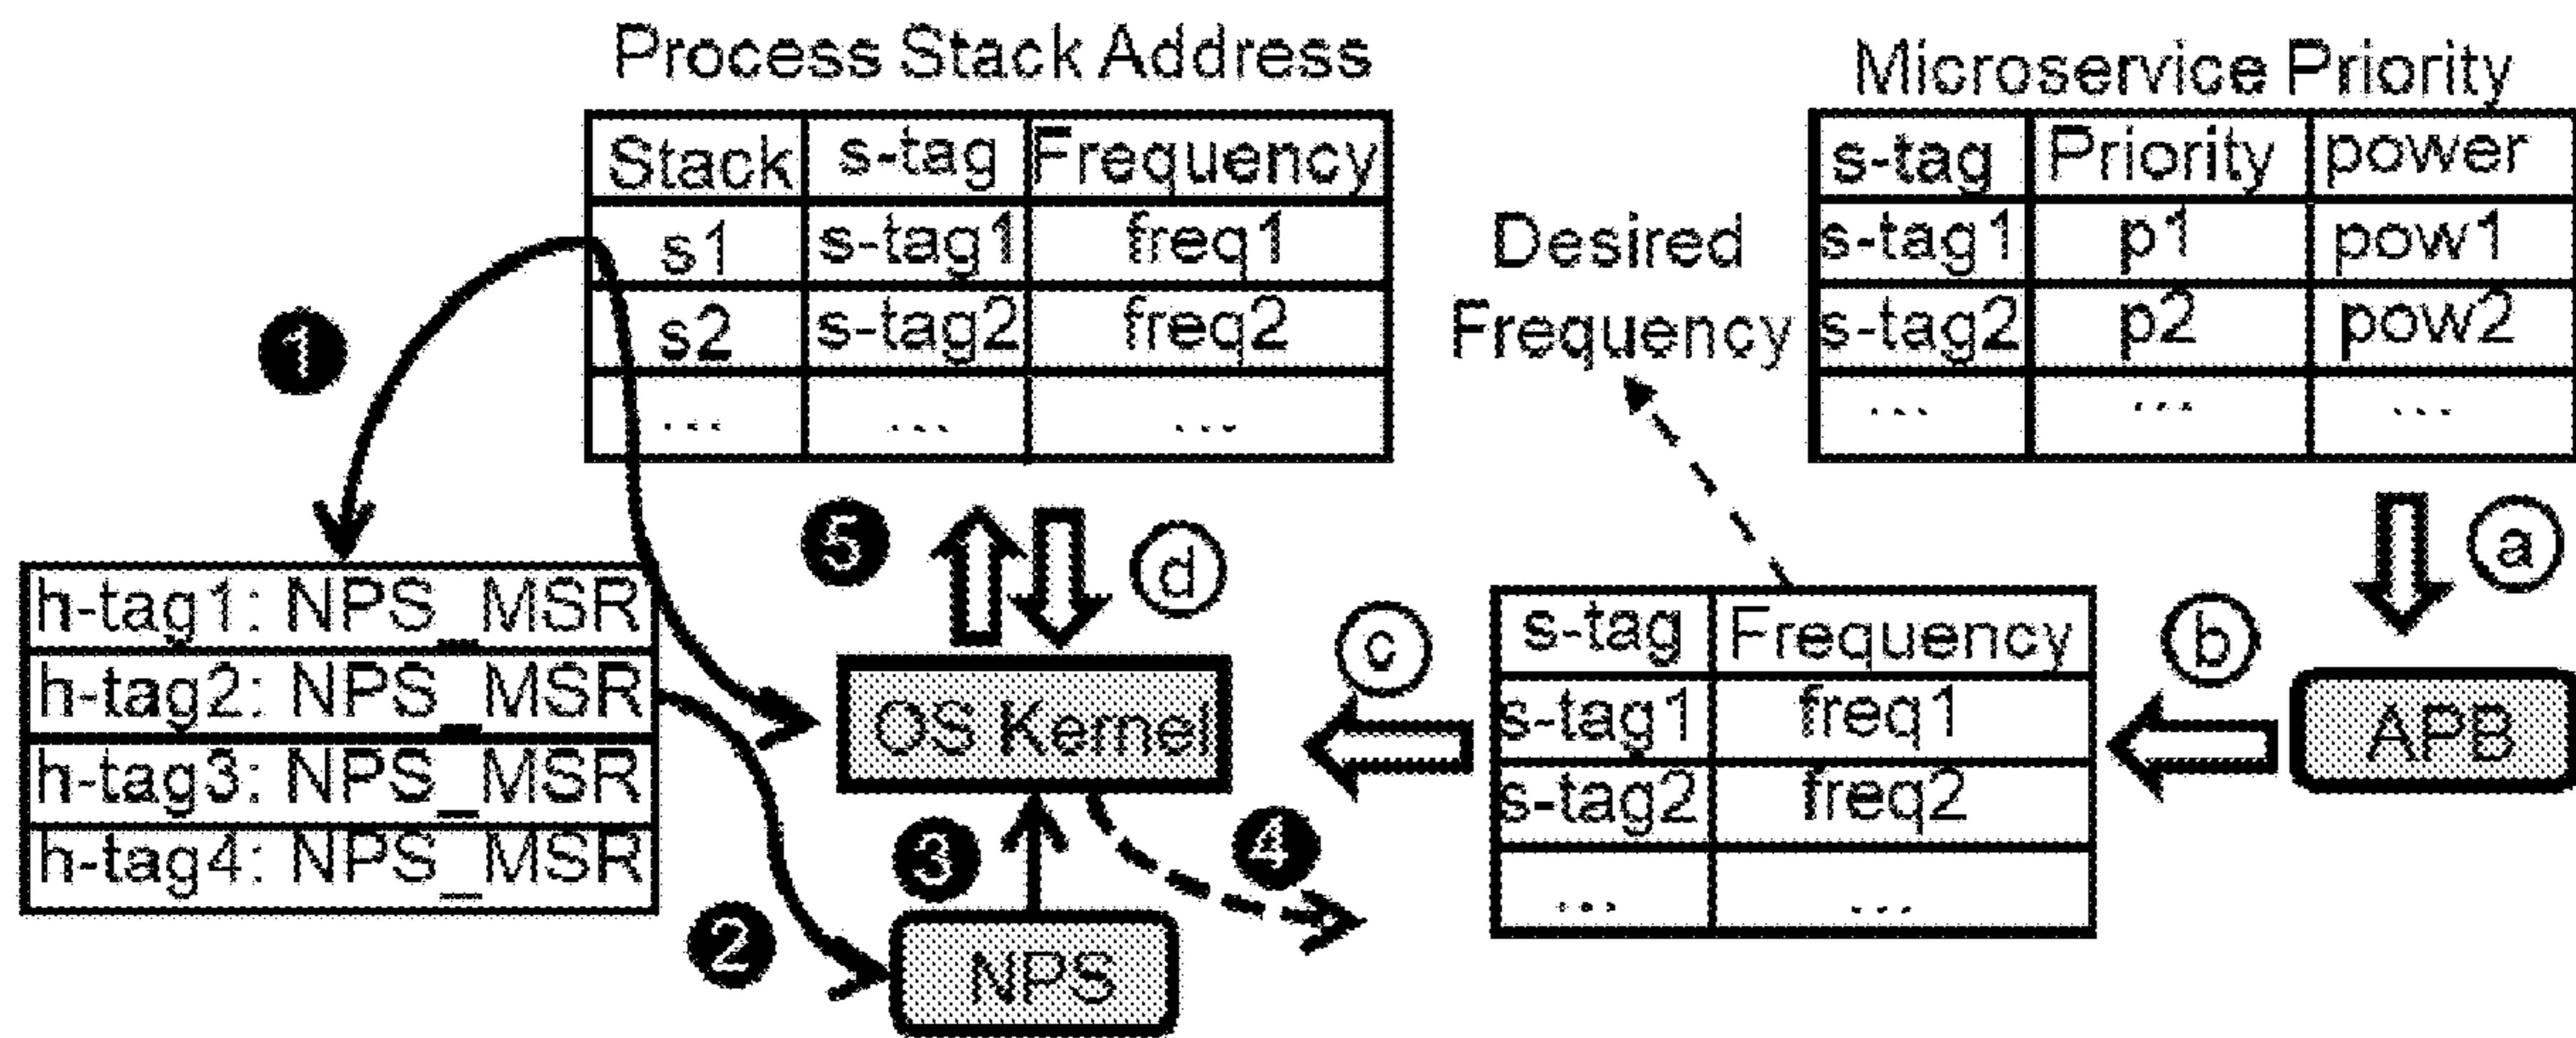 Process Stack Address
Stack s-tag Frequency
s1 s-tag1 freq1
s2 s-tag2 freq2
... ... ...
Microservice Priority
s-tag Priority power
s-tag1 p1 pow1
s-tag2 p2 pow2
... ... ...
Desired
Frequency
1
5
d
a
h-tag1: NPS_MSR
h-tag2: NPS_MSR
h-tag3: NPS_MSR
h-tag4: NPS_MSR
OS Kernel
c
s-tag Frequency
s-tag1 freq1
s-tag2 freq2
... ...
b
APB
3
4
2
NPS